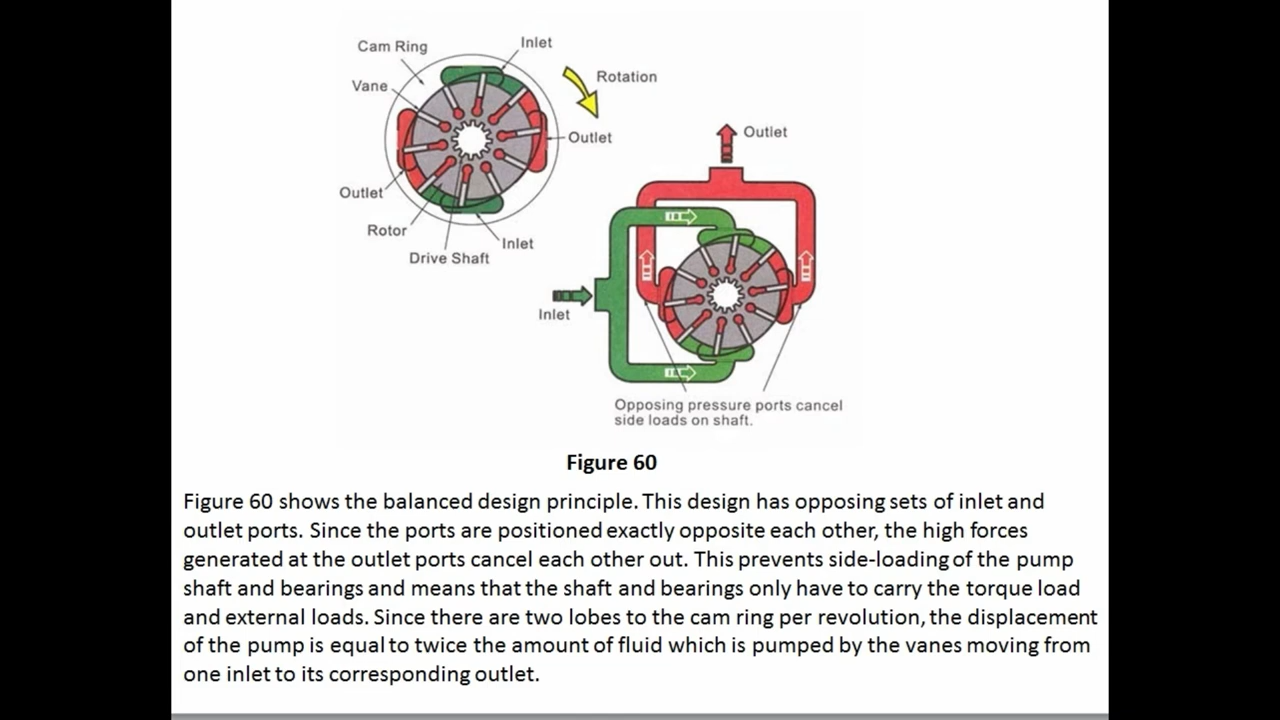 Cam Ring
Inlet
Vane
Rotation
Outlet
Outlet
Rotor
Drive Shaft
Inlet
Outlet
Inlet
Opposing pressure ports cancel
side loads on shaft.
Figure 60
Figure 60 shows the balanced design principle. This design has opposing sets of inlet and
outlet ports. Since the ports are positioned exactly opposite each other, the high forces
generated at the outlet ports cancel each other out. This prevents side-loading of the pump
shaft and bearings and means that the shaft and bearings only have to carry the torque load
and external loads. Since there are two lobes to the cam ring per revolution, the displacement
of the pump is equal to twice the amount of fluid which is pumped by the vanes moving from
one inlet to its corresponding outlet.